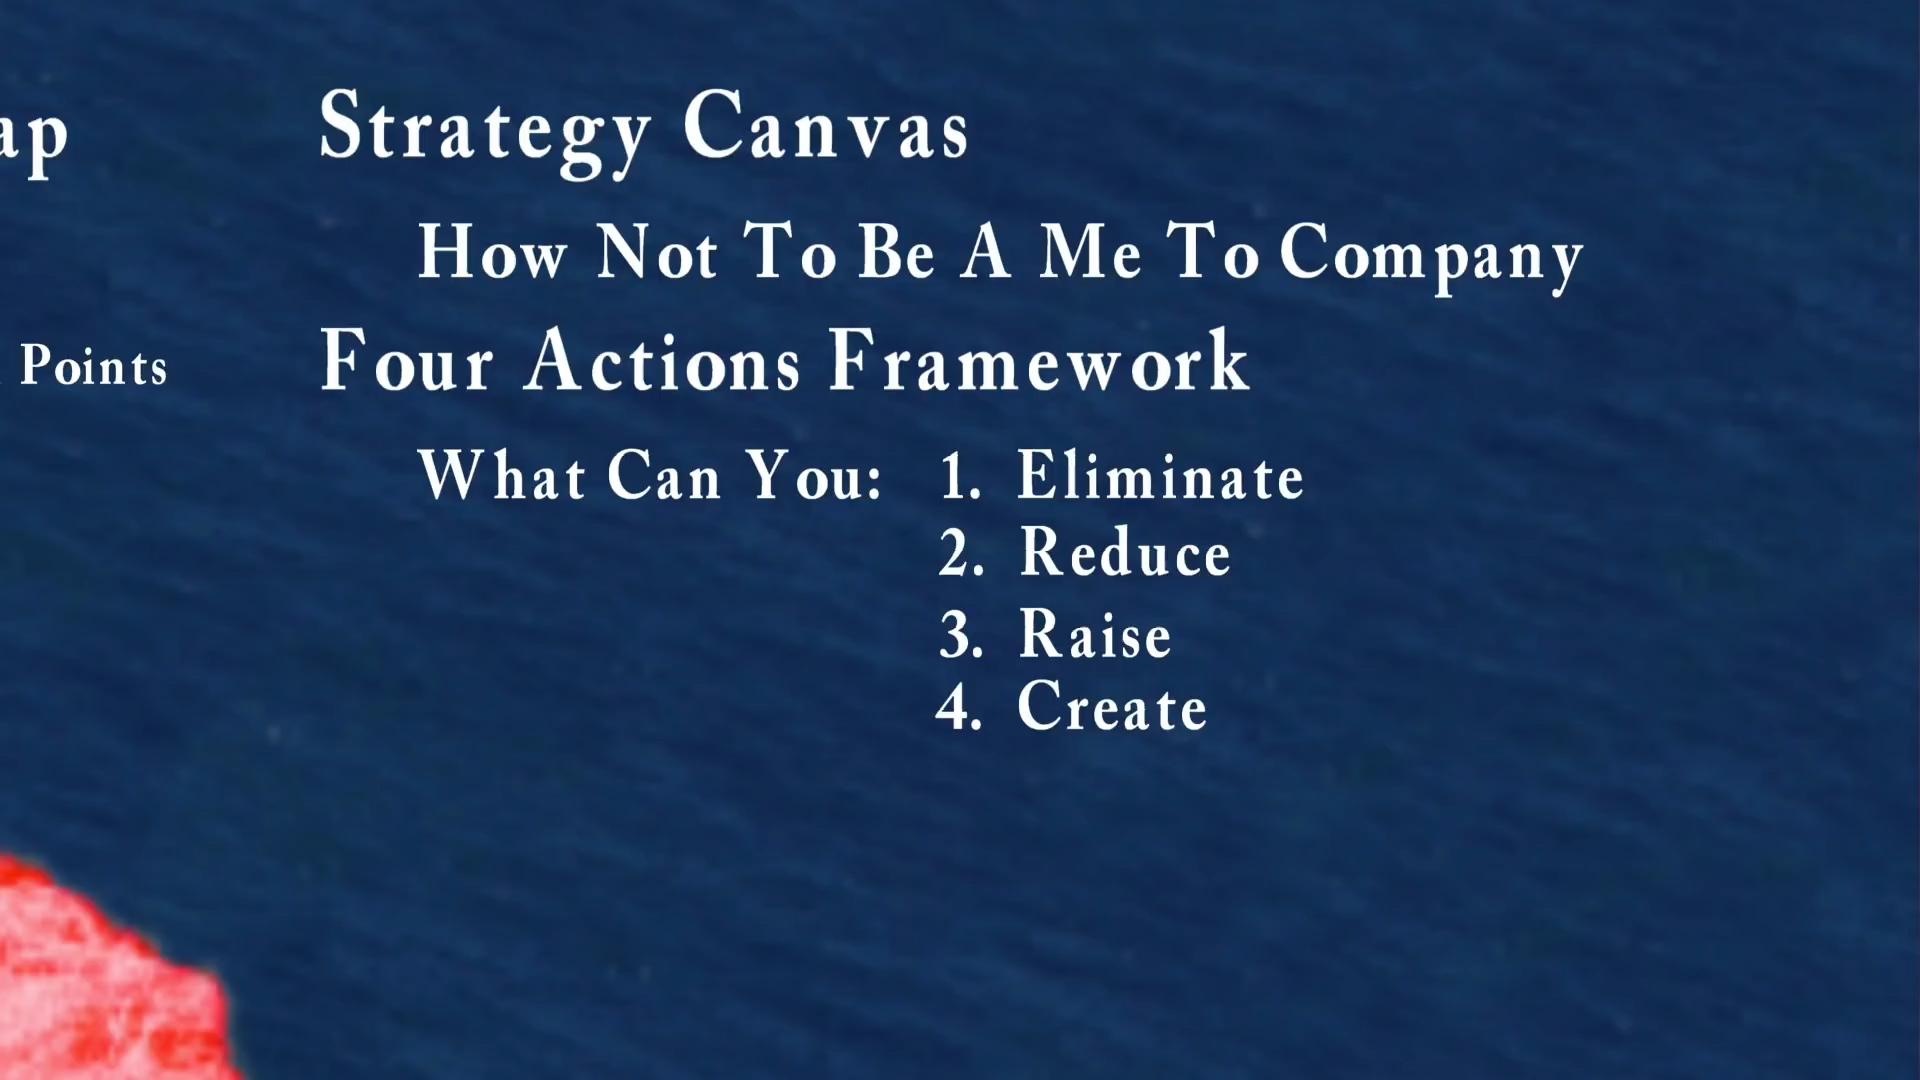 Strategy Canvas
How Not To Be A Me To Company
Points
Four Actions Framework
What Can You: 1. Eliminate
2. Reduce
3. Raise
4. Create